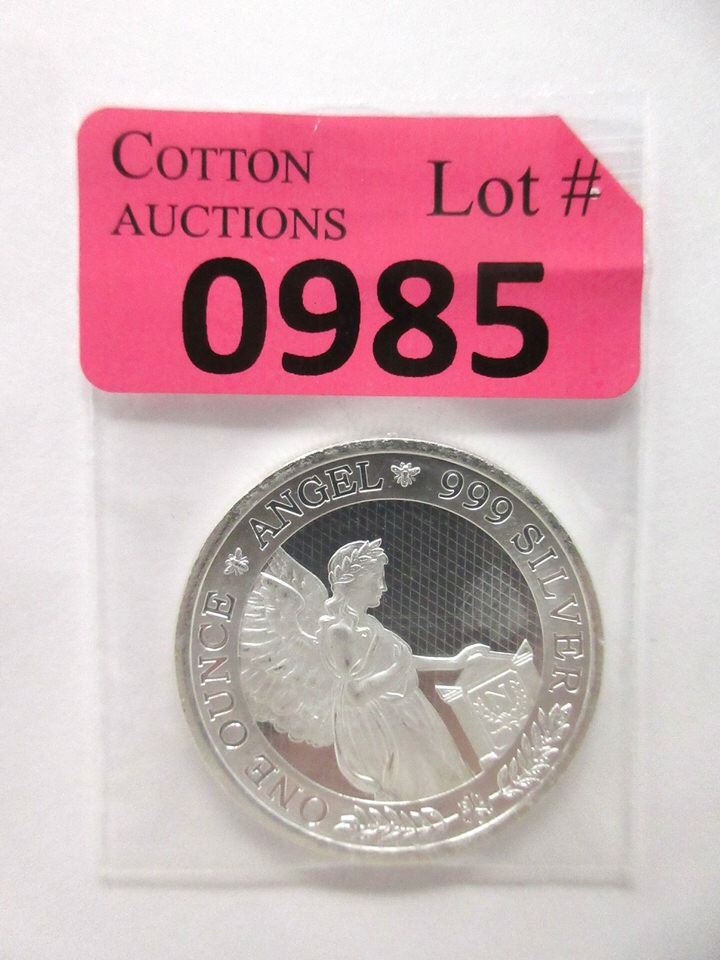 COTTON
AUCTIONS
Lot #
0985
ONE OUNCE * ANGEL * 999 SILVER
N